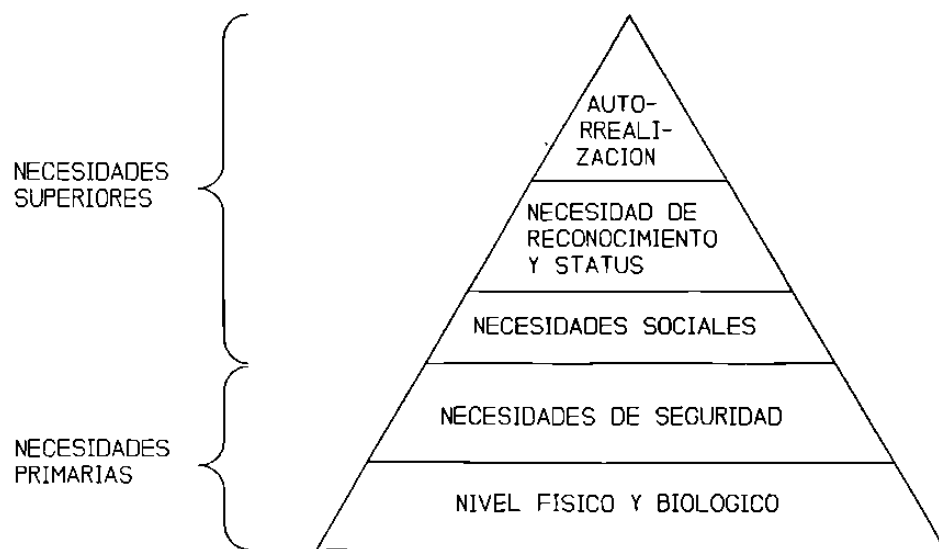 AUTO-
RREALI-
ZACION
NECESIDADES
SUPERIORES
NECESIDAD DE
RECONOCIMIENTO
Y STATUS
NECESIDADES SOCIALES
NECESIDADES DE SEGURIDAD
NECESIDADES
PRIMARIAS
NIVEL FISICO Y BIOLOGICO